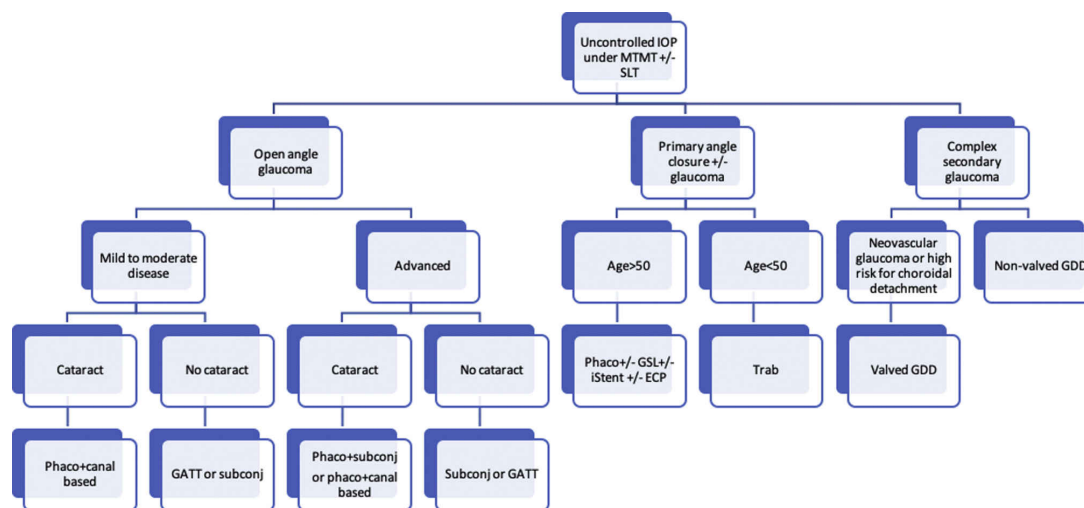 Uncontrolled IOP
under MTMT +/-
SLT
Open angle
glaucoma
Primary angle
closure +/-
glaucoma
Complex
secondary
glaucoma
Mild to moderate
disease
Advanced
Age>50
Age<50
Neovascular
glaucoma or high
risk for choroidal
detachment
Non-valved GDD
Cataract
No cataract
Cataract
No cataract
Phaco+/- GSL+/-
iStent +/- ECP
Trab
Valved GDD
Phaco+canal
based
GATT or subconj
Phaco+subconj
or phaco+canal
based
Subconj or GATT